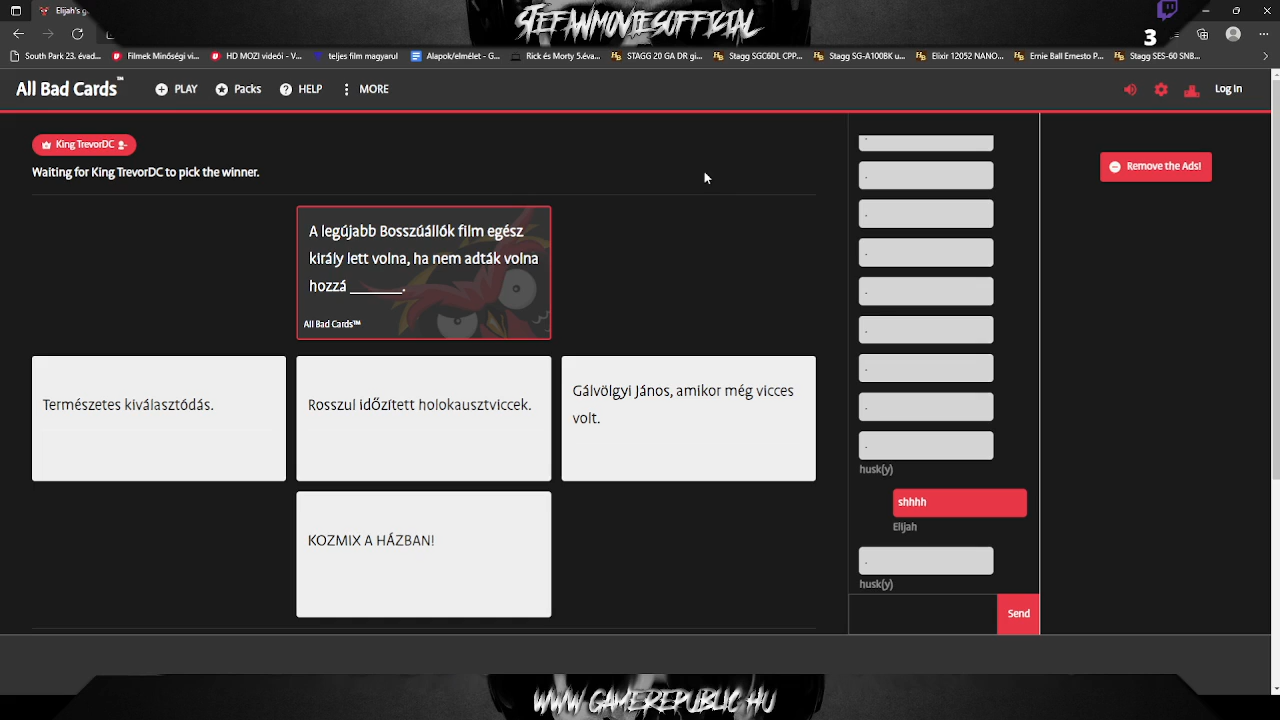 Elijah's g
STEFANMOVIESOFFICIAL
3
South Park 23. évad...
Filmek Minőségi vi...
HD MOZI videói – V...
teljes film magyarul
Alapok/elmélet – G...
Rick és Morty 5.éva...
STAGG 20 GA DR gi...
Stagg SGC6DL CPP...
Stagg SG-A100BK u...
Elixir 12052 NANO...
Ernie Ball Ernesto P...
Stagg SES-60 SNB...
All Bad Cards™
PLAY
Packs
HELP
MORE
Log In
King TrevorDC
Waiting for King TrevorDC to pick the winner.
A legújabb Bosszúállók film egész
király lett volna, ha nem adták volna
hozzá ________.
All Bad Cards™
Természetes kiválasztódás.
Rosszul időzített holokausztviccek.
Gálvölgyi János, amikor még vicces
volt.
KOZMIX A HÁZBAN!
.
.
.
.
.
.
.
.
.
husk(y)
shhhh
Elijah
.
husk(y)
Send
Remove the Ads!
WWW.GAMEREPUBLIC.HU